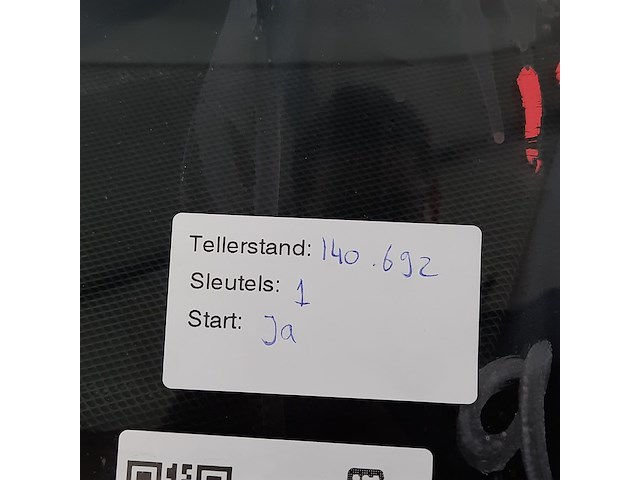 Tellerstand: 140.692
Sleutels: 1
Start: Ja